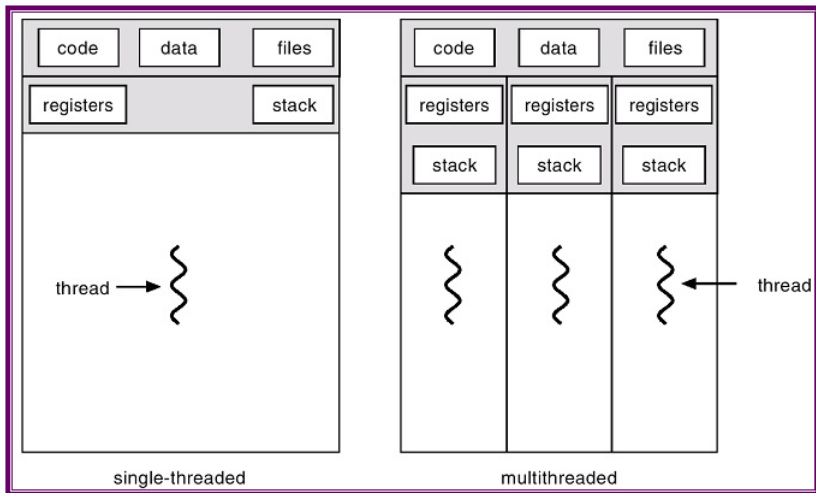 code data files
registers stack
thread
single-threaded
code data files
registers registers registers
stack stack stack
thread
multithreaded